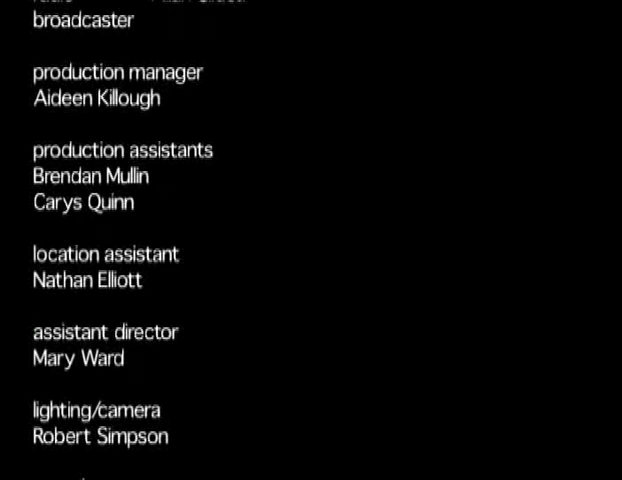 broadcaster
production manager
Aideen Killough
production assistants
Brendan Mullin
Carys Quinn
location assistant
Nathan Elliott
assistant director
Mary Ward
lighting/camera
Robert Simpson